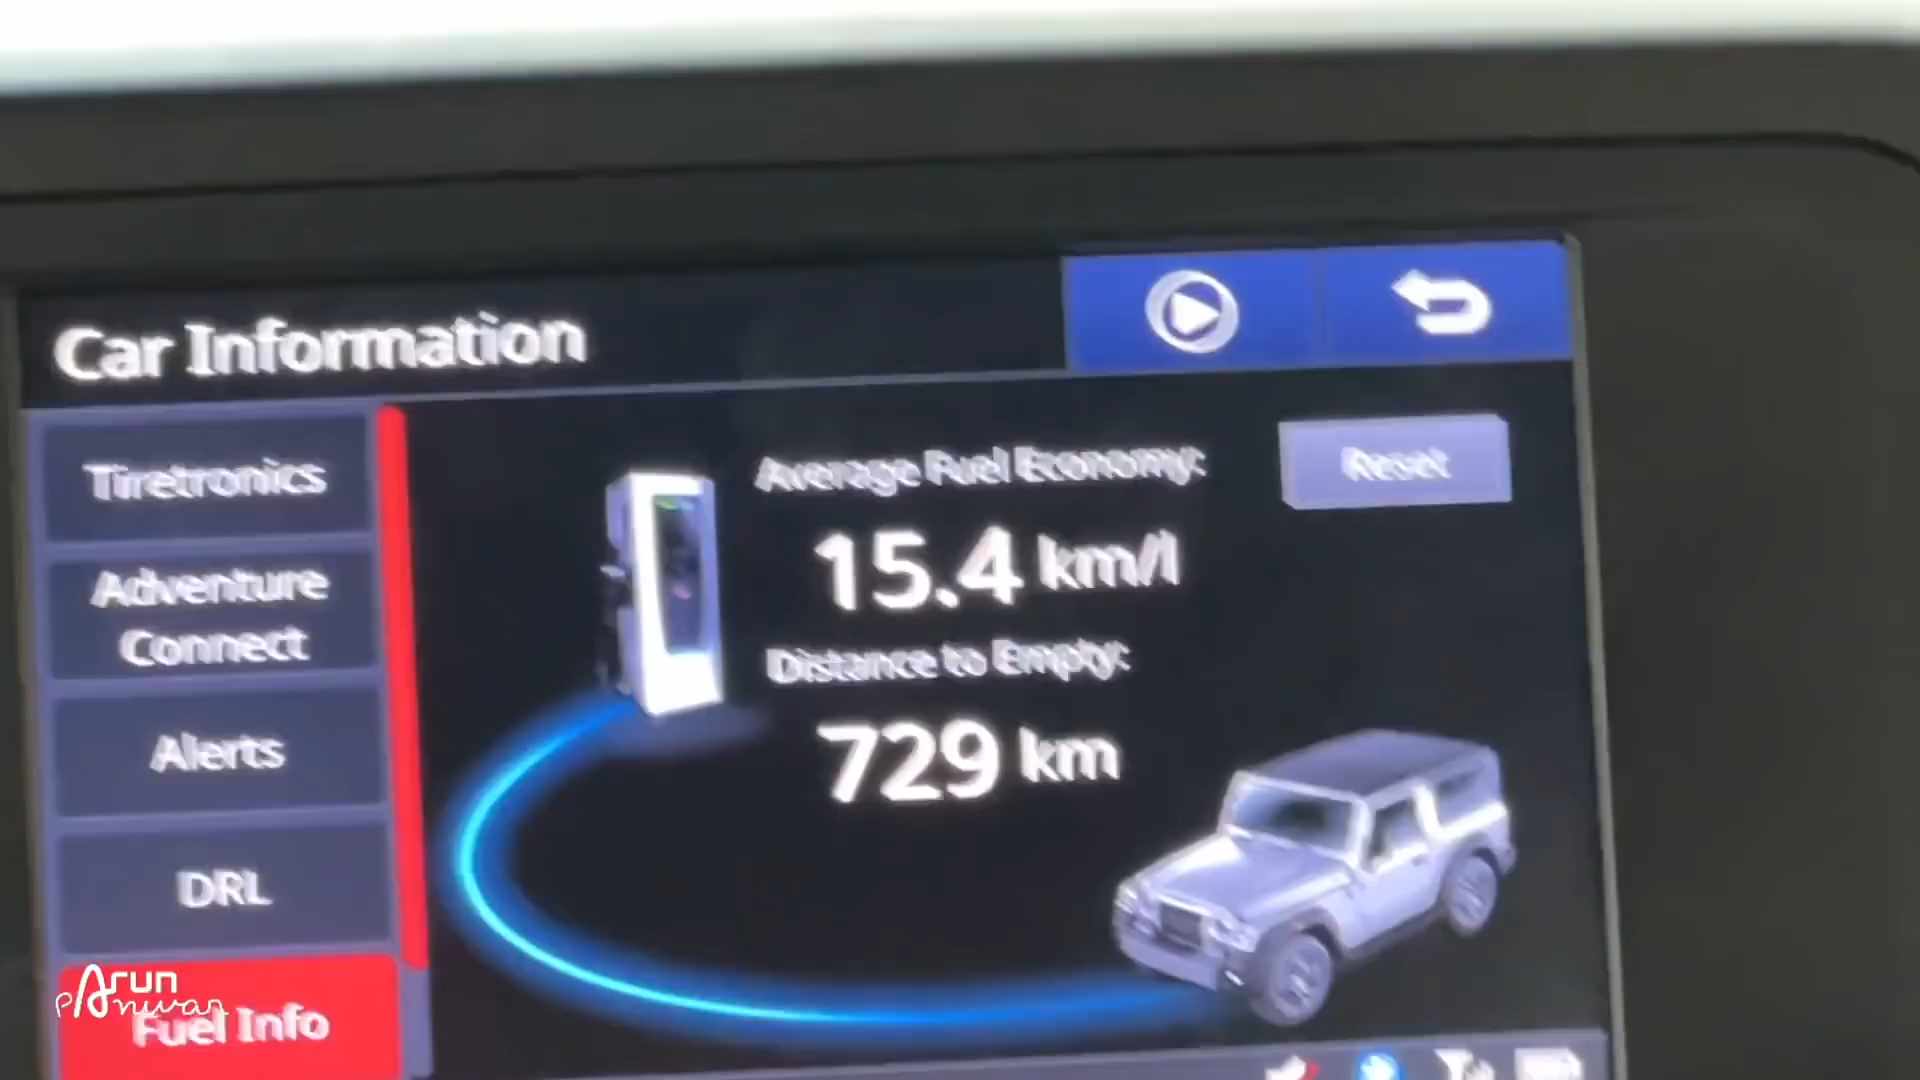 Car Information
Tiretronics
Adventure
Connect
Alerts
DRL
Fuel Info
Average Fuel Economy:
Reset
15.4 km/l
Distance to Empty:
729 km
Arun
Panwar